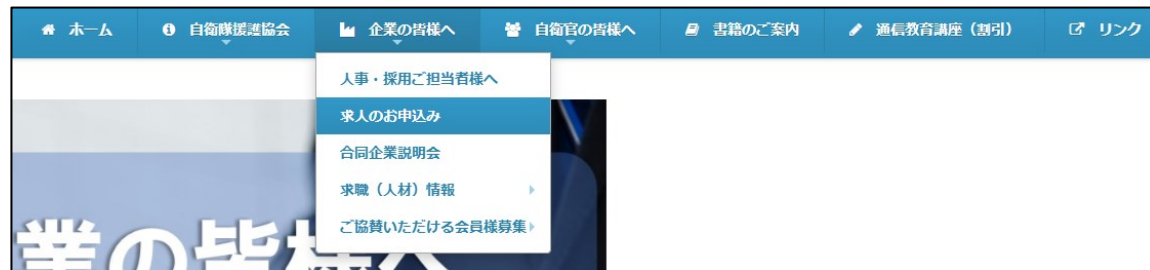 ホーム 自衛隊援護協会 企業の皆様へ 自衛官の皆様へ 書籍のご案内 通信教育講座（割引） リンク
人事・採用ご担当者様へ
求人のお申込み
合同企業説明会
求職（人材）情報
ご協賛いただける会員様募集
業の皆様へ